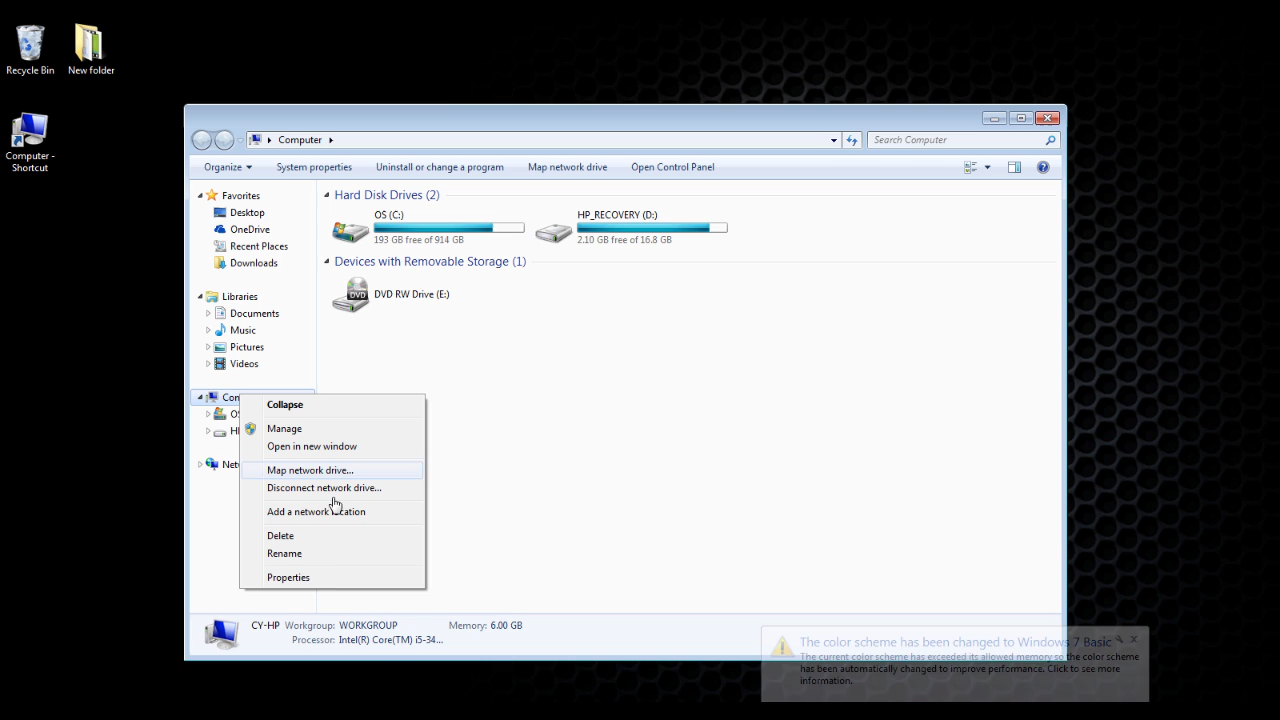 Recycle Bin
New folder
Computer -
Shortcut
Computer
Search Computer
Organize
System properties
Uninstall or change a program
Map network drive
Open Control Panel
Favorites
Desktop
OneDrive
Recent Places
Downloads
Libraries
Documents
Music
Pictures
Videos
Hard Disk Drives (2)
OS (C:)
193 GB free of 914 GB
HP_RECOVERY (D:)
2.10 GB free of 16.8 GB
Devices with Removable Storage (1)
DVD
DVD RW Drive (E:)
Collapse
Manage
Open in new window
Map network drive...
Disconnect network drive...
Add a network location
Delete
Rename
Properties
CY-HP Workgroup: WORKGROUP Memory: 6.00 GB
Processor: Intel(R) Core(TM) i5-34...
The color scheme has been changed to Windows 7 Basic
The current color scheme has exceeded its allowed memory so the color scheme
has been automatically changed to improve performance. Click to see more
information.